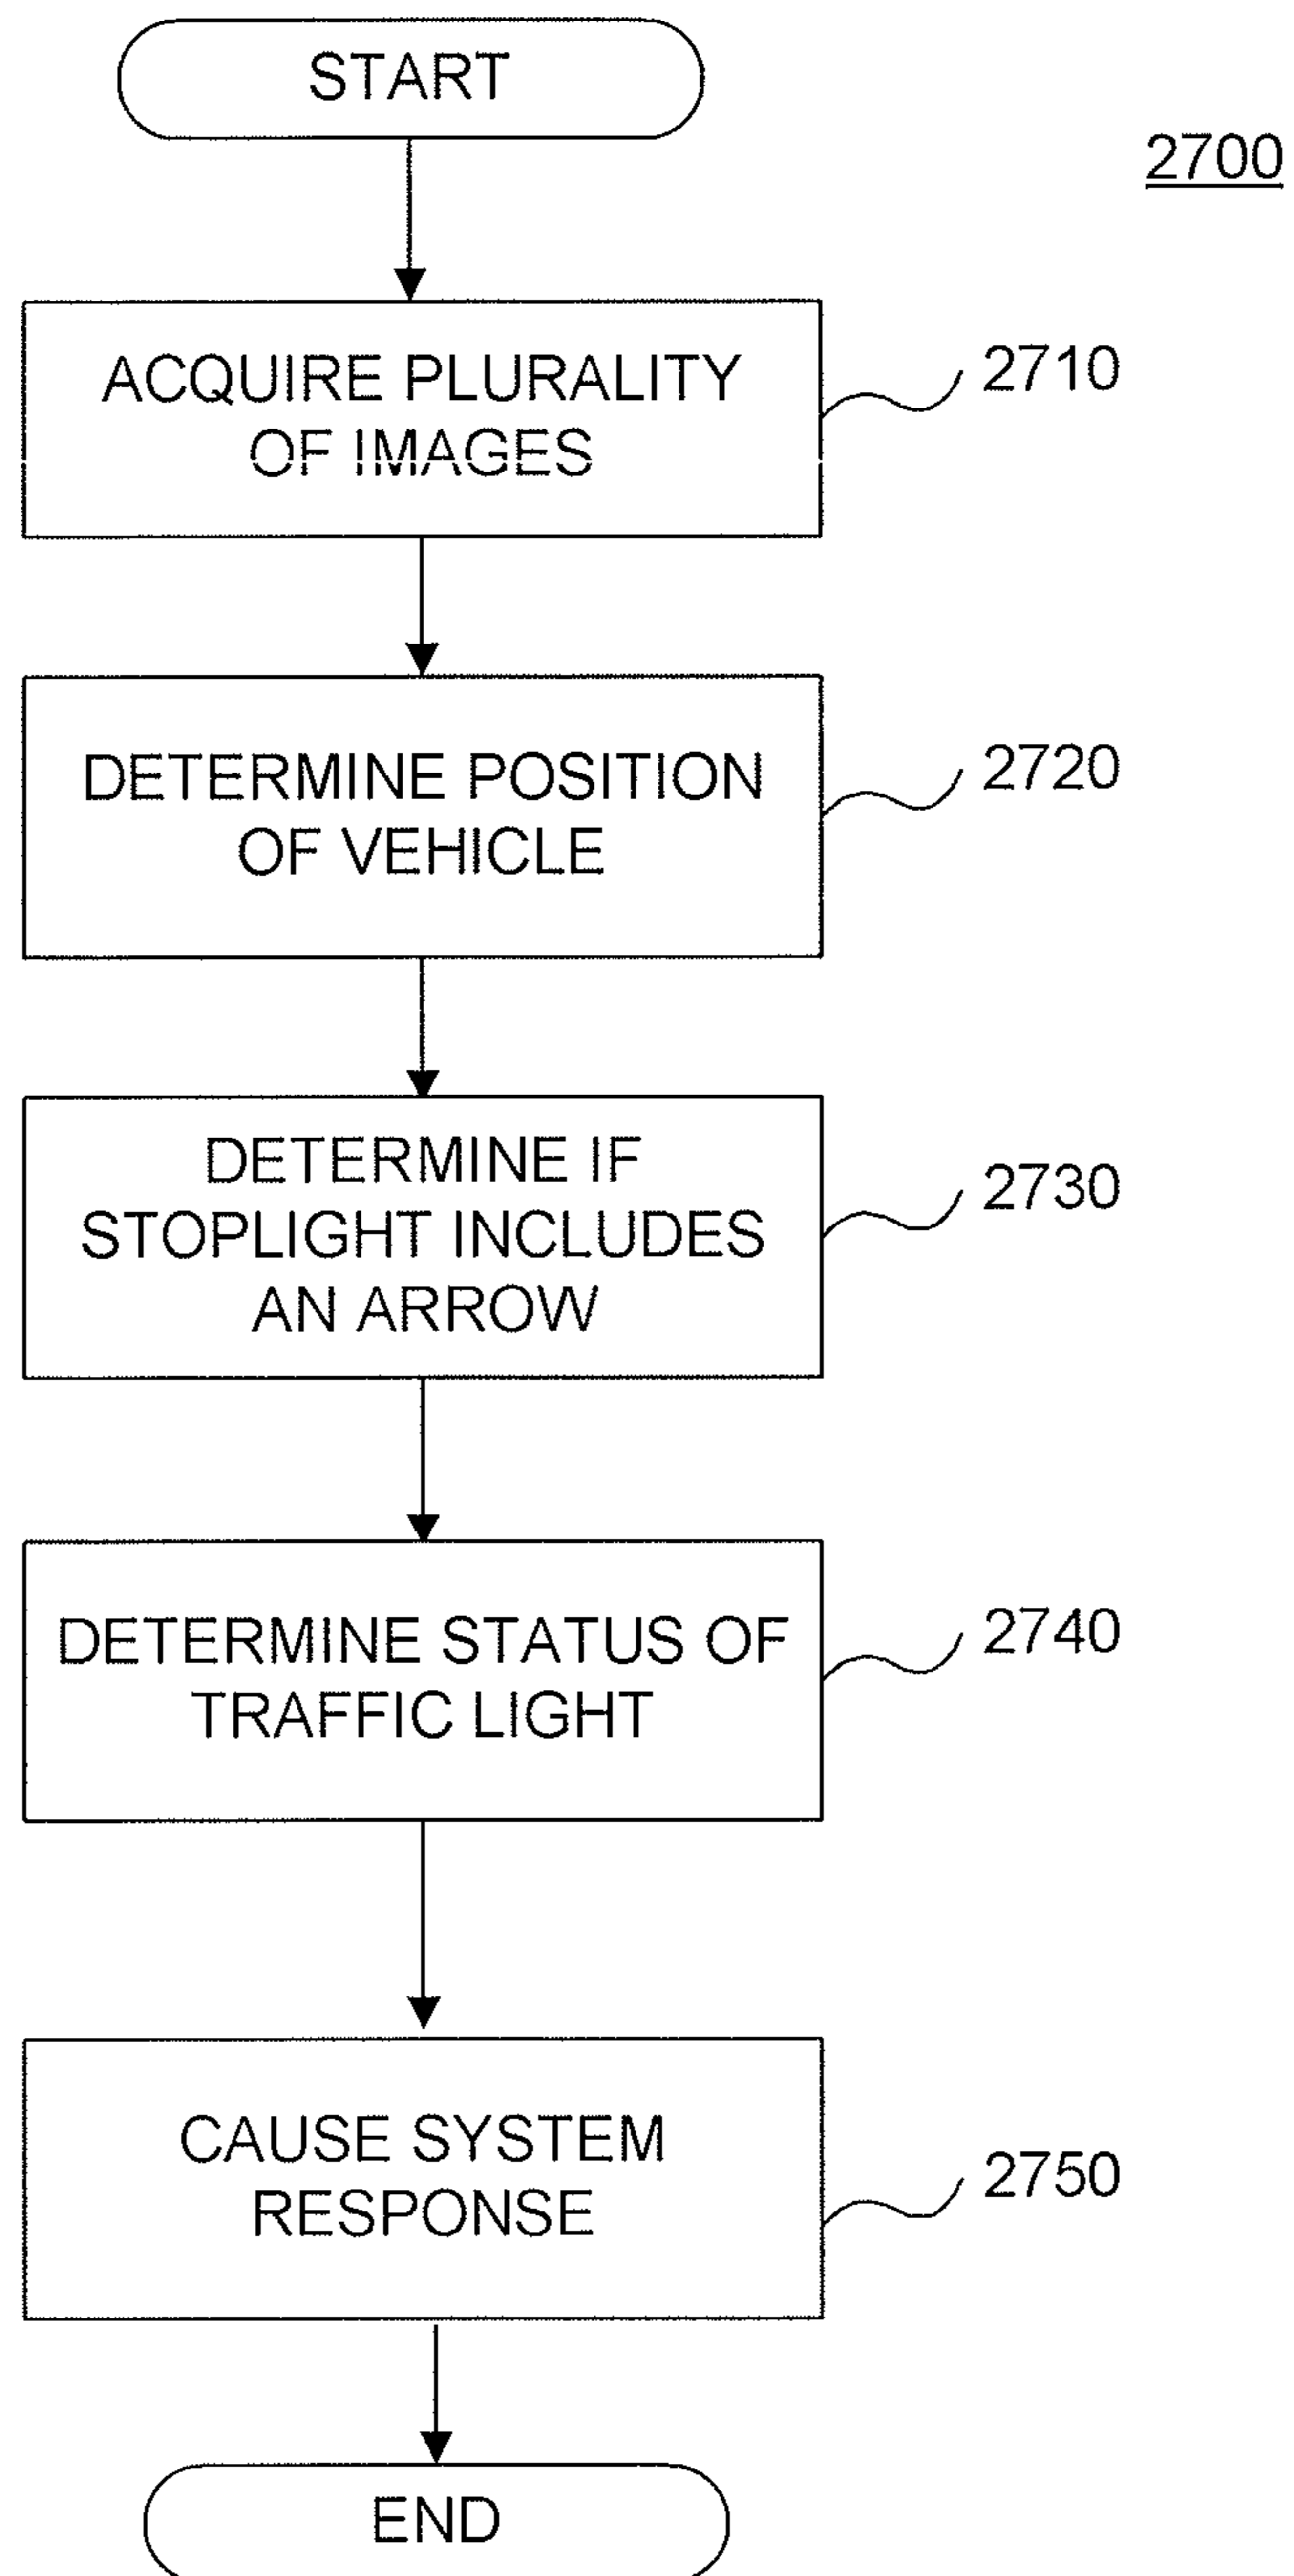 START
2700
ACQUIRE PLURALITY
OF IMAGES
2710
DETERMINE POSITION
OF VEHICLE
2720
DETERMINE IF
STOPLIGHT INCLUDES
AN ARROW
2730
DETERMINE STATUS OF
TRAFFIC LIGHT
2740
CAUSE SYSTEM
RESPONSE
2750
END